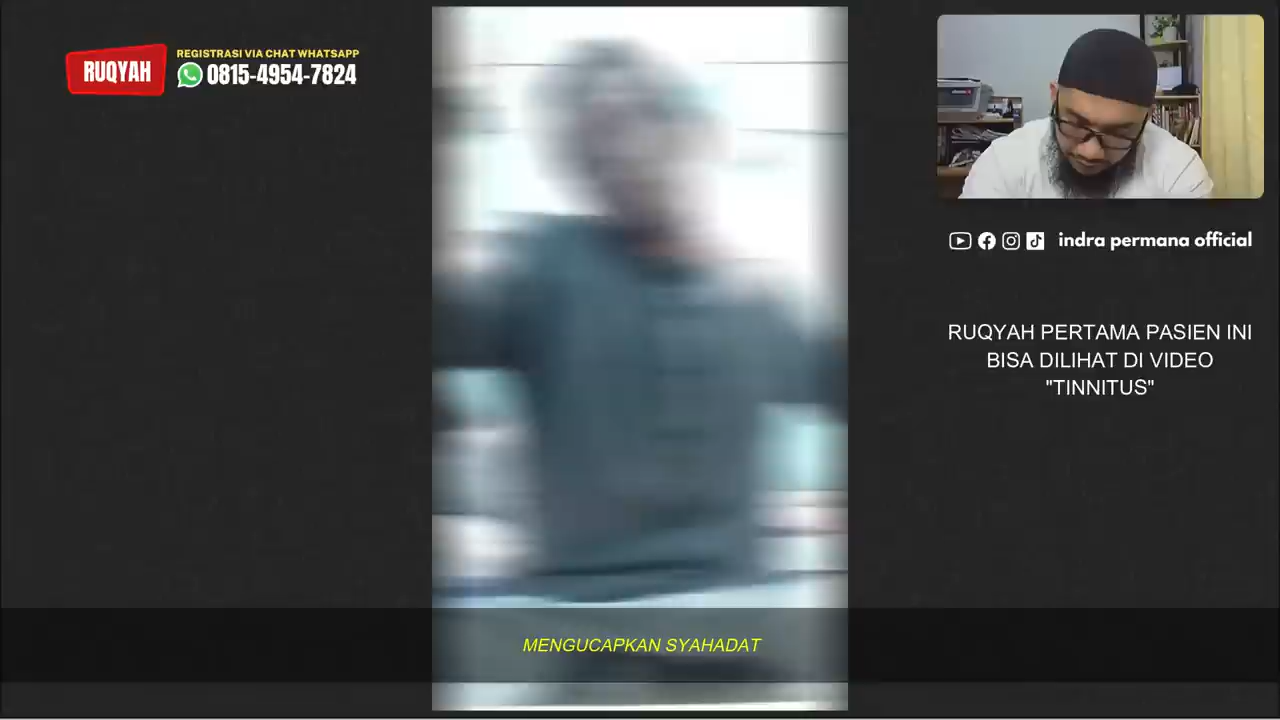 RUQYAH
REGISTRASI VIA CHAT WHATSAPP
0815-4954-7824
indra permana official
RUQYAH PERTAMA PASIEN INI
BISA DILIHAT DI VIDEO
"TINNITUS"
MENGUCAPKAN SYAHADAT